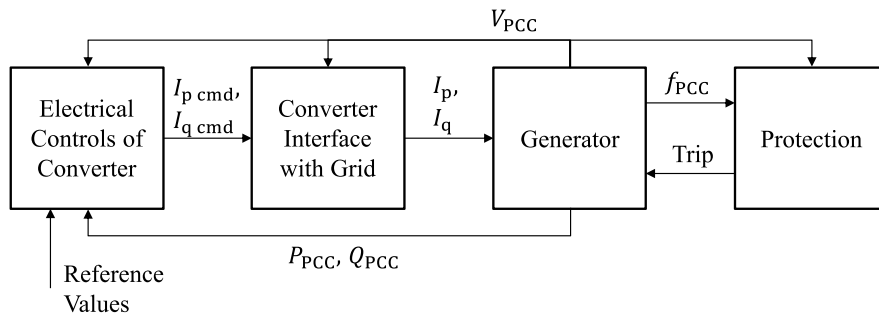 V_PCC
Electrical
Controls of
Converter
I_p cmd,
I_q cmd
Converter
Interface
with Grid
I_p,
I_q
Generator
f_PCC
Trip
Protection
P_PCC, Q_PCC
Reference
Values